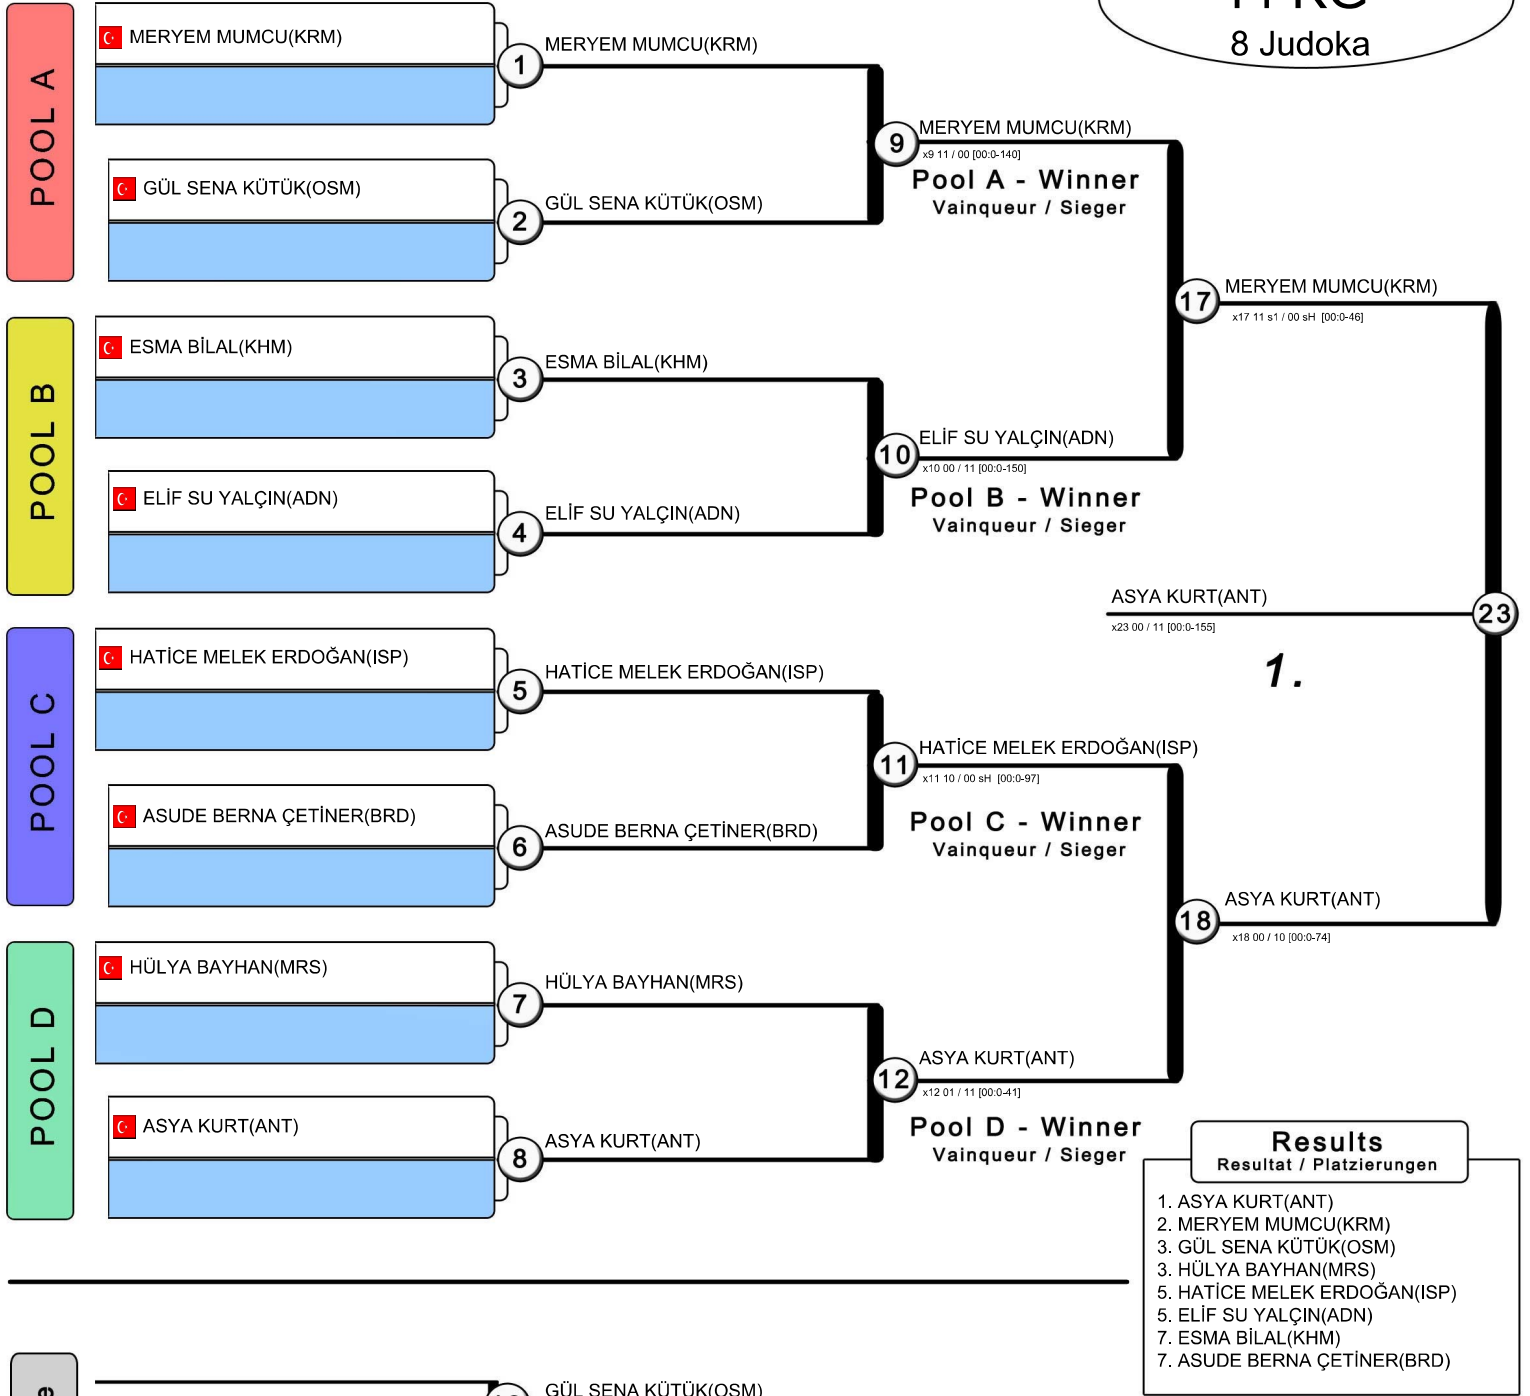 8 Judoka
POOL A
MERYEM MUMCU(KRM)
1
MERYEM MUMCU(KRM)
GÜL SENA KÜTÜK(OSM)
2
GÜL SENA KÜTÜK(OSM)
9
MERYEM MUMCU(KRM)
x9 11 / 00 [00:0-140]
Pool A - Winner
Vainqueur / Sieger
POOL B
ESMA BİLAL(KHM)
3
ESMA BİLAL(KHM)
ELİF SU YALÇIN(ADN)
4
ELİF SU YALÇIN(ADN)
10
ELİF SU YALÇIN(ADN)
x10 00 / 11 [00:0-150]
Pool B - Winner
Vainqueur / Sieger
17
MERYEM MUMCU(KRM)
x17 11 s1 / 00 sH [00:0-46]
ASYA KURT(ANT)
x23 00 / 11 [00:0-155]
23
1.
POOL C
HATİCE MELEK ERDOĞAN(ISP)
5
HATİCE MELEK ERDOĞAN(ISP)
ASUDE BERNA ÇETİNER(BRD)
6
ASUDE BERNA ÇETİNER(BRD)
11
HATİCE MELEK ERDOĞAN(ISP)
x11 10 / 00 sH [00:0-97]
Pool C - Winner
Vainqueur / Sieger
POOL D
HÜLYA BAYHAN(MRS)
7
HÜLYA BAYHAN(MRS)
ASYA KURT(ANT)
8
ASYA KURT(ANT)
12
ASYA KURT(ANT)
x12 01 / 11 [00:0-41]
Pool D - Winner
Vainqueur / Sieger
18
ASYA KURT(ANT)
x18 00 / 10 [00:0-74]
Results
Resultat / Platzierungen
1. ASYA KURT(ANT)
2. MERYEM MUMCU(KRM)
3. GÜL SENA KÜTÜK(OSM)
3. HÜLYA BAYHAN(MRS)
5. HATİCE MELEK ERDOĞAN(ISP)
5. ELİF SU YALÇIN(ADN)
7. ESMA BİLAL(KHM)
7. ASUDE BERNA ÇETİNER(BRD)
GÜL SENA KÜTÜK(OSM)